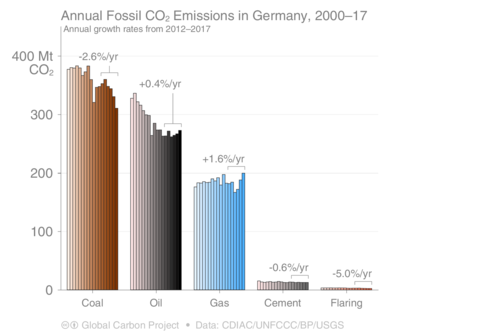 Annual Fossil CO₂ Emissions in Germany, 2000–17
Annual growth rates from 2012–2017
400 Mt
CO₂
300
200
100
0
-2.6%/yr
+0.4%/yr
+1.6%/yr
-0.6%/yr
-5.0%/yr
Coal
Oil
Gas
Cement
Flaring
Global Carbon Project • Data: CDIAC/UNFCCC/BP/USGS